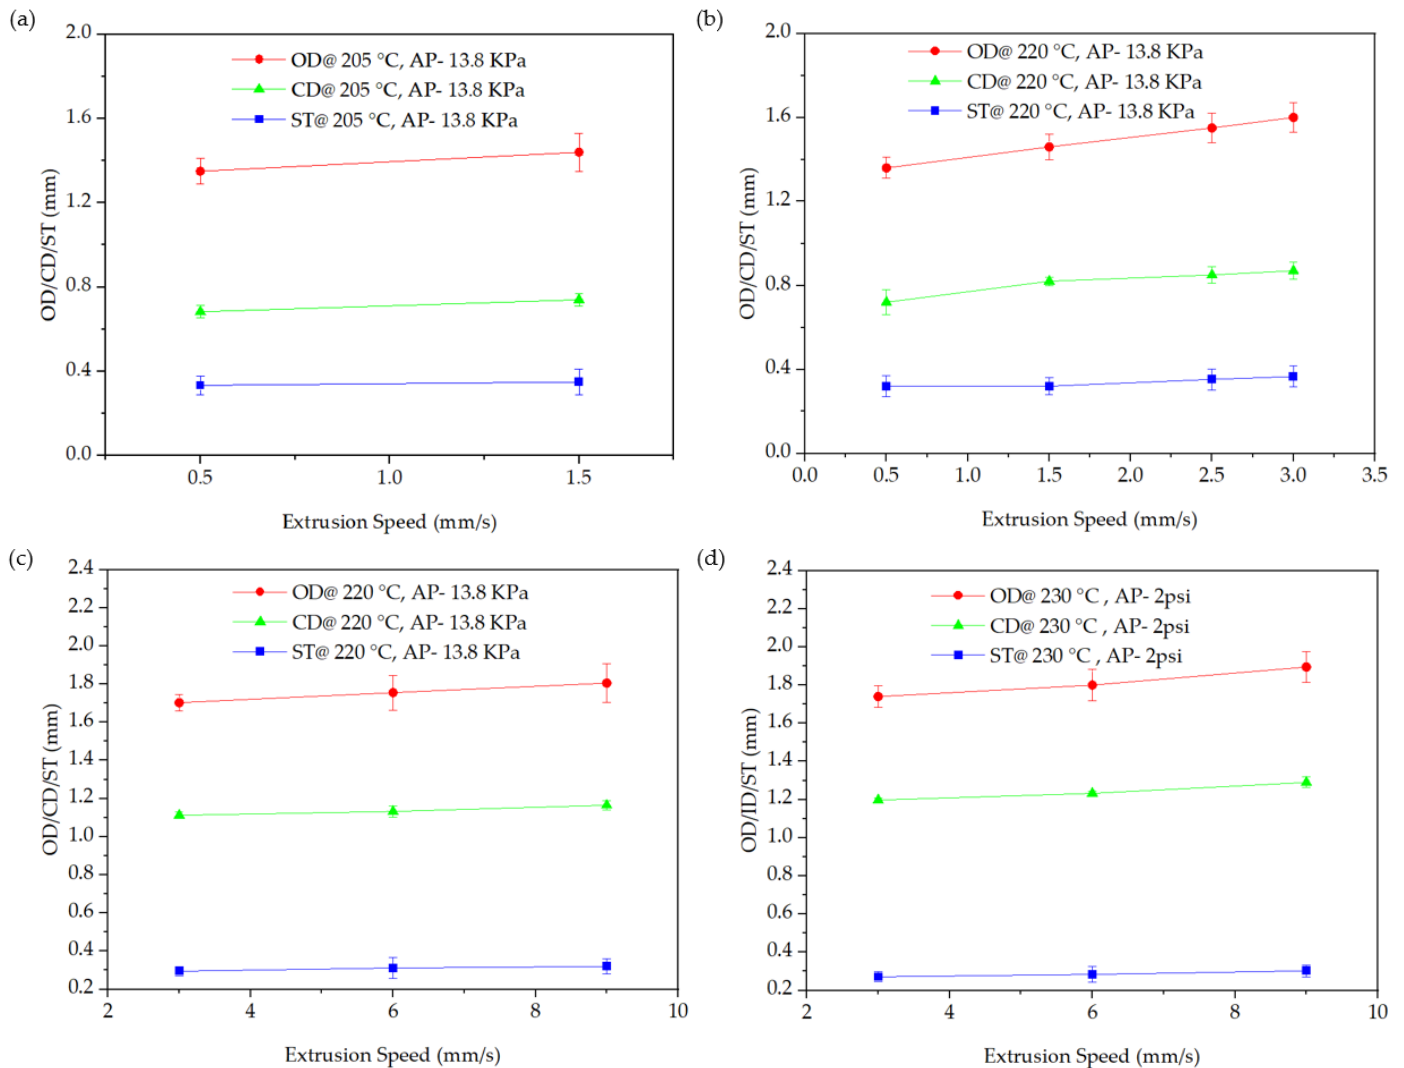 (a)
2.0
1.6
1.2
0.8
0.4
0.0
OD/CD/ST (mm)
OD@ 205 °C, AP- 13.8 KPa
CD@ 205 °C, AP- 13.8 KPa
ST@ 205 °C, AP- 13.8 KPa
0.5
1.0
1.5
Extrusion Speed (mm/s)
(b)
2.0
1.6
1.2
0.8
0.4
0.0
OD/CD/ST (mm)
OD@ 220 °C, AP- 13.8 KPa
CD@ 220 °C, AP- 13.8 KPa
ST@ 220 °C, AP- 13.8 KPa
0.0
0.5
1.0
1.5
2.0
2.5
3.0
3.5
Extrusion Speed (mm/s)
(c)
2.4
2.2
2.0
1.8
1.6
1.4
1.2
1.0
0.8
0.6
0.4
0.2
OD/CD/ST (mm)
OD@ 220 °C, AP- 13.8 KPa
CD@ 220 °C, AP- 13.8 KPa
ST@ 220 °C, AP- 13.8 KPa
2
4
6
8
10
Extrusion Speed (mm/s)
(d)
2.4
2.2
2.0
1.8
1.6
1.4
1.2
1.0
0.8
0.6
0.4
0.2
OD/ID/ST (mm)
OD@ 230 °C , AP- 2psi
CD@ 230 °C , AP- 2psi
ST@ 230 °C , AP- 2psi
2
4
6
8
10
Extrusion Speed (mm/s)